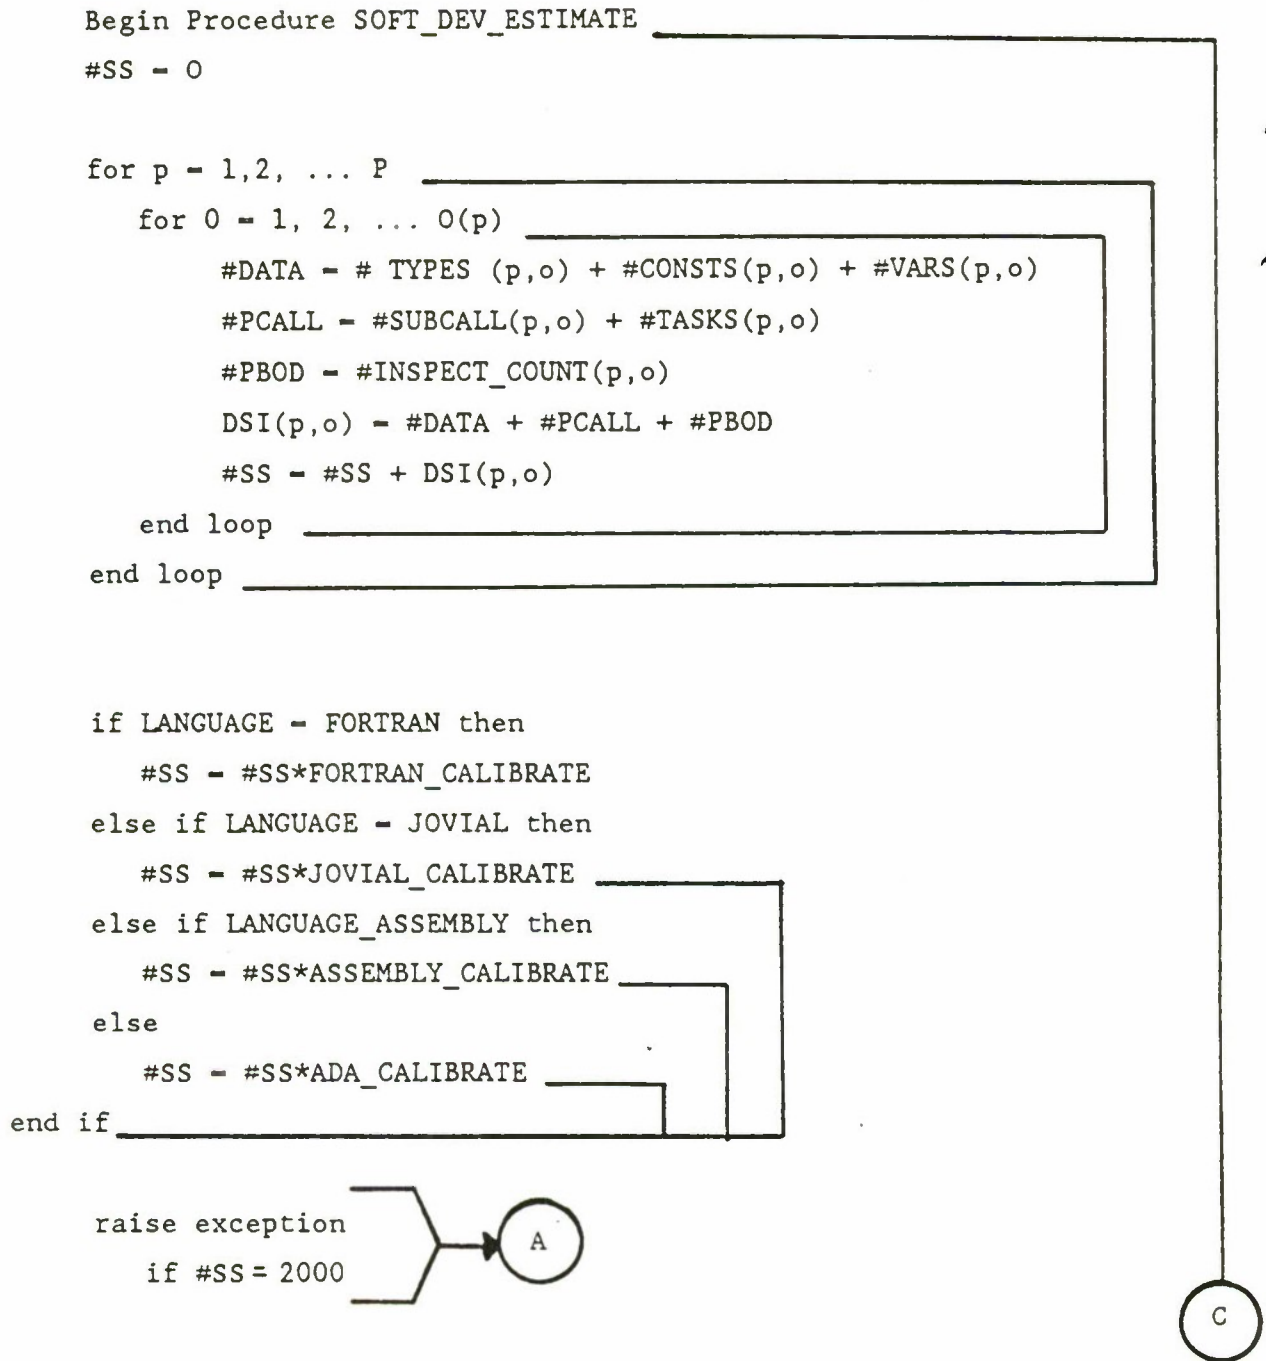 Begin Procedure SOFT_DEV_ESTIMATE
#SS = 0
for p = 1,2, ... P
for O = 1, 2, ... O(p)
#DATA = # TYPES (p,o) + #CONSTS(p,o) + #VARS(p,o)
#PCALL = #SUBCALL(p,o) + #TASKS(p,o)
#PBOD = #INSPECT_COUNT(p,o)
DSI(p,o) = #DATA + #PCALL + #PBOD
#SS = #SS + DSI(p,o)
end loop
end loop
if LANGUAGE = FORTRAN then
#SS = #SS*FORTRAN_CALIBRATE
else if LANGUAGE = JOVIAL then
#SS = #SS*JOVIAL_CALIBRATE
else if LANGUAGE_ASSEMBLY then
#SS = #SS*ASSEMBLY_CALIBRATE
else
#SS = #SS*ADA_CALIBRATE
end if
raise exception
if #SS = 2000
A
C